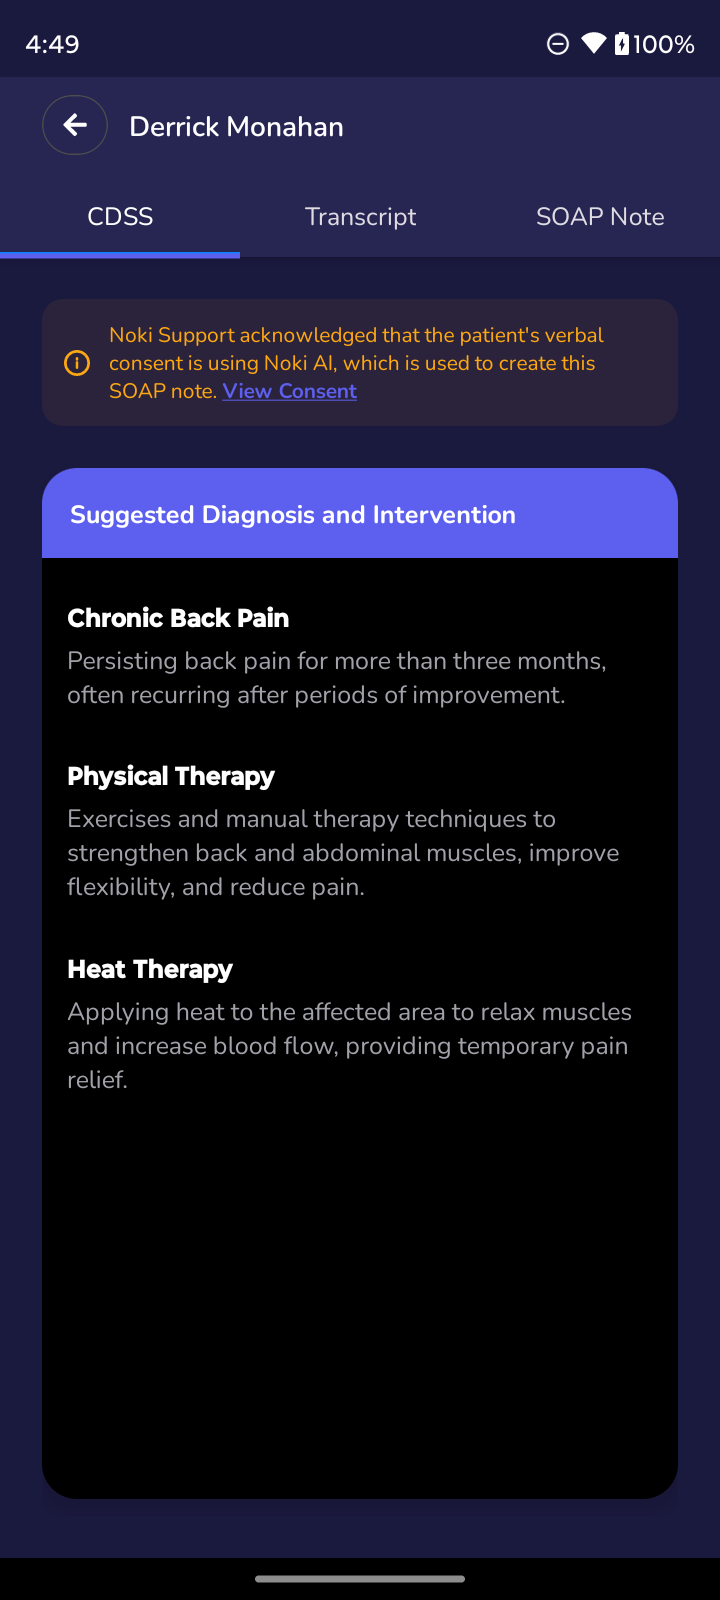 4:49
100%
Derrick Monahan
CDSS
Transcript
SOAP Note
Noki Support acknowledged that the patient's verbal
consent is using Noki AI, which is used to create this
SOAP note. View Consent
Suggested Diagnosis and Intervention
Chronic Back Pain
Persisting back pain for more than three months,
often recurring after periods of improvement.
Physical Therapy
Exercises and manual therapy techniques to
strengthen back and abdominal muscles, improve
flexibility, and reduce pain.
Heat Therapy
Applying heat to the affected area to relax muscles
and increase blood flow, providing temporary pain
relief.